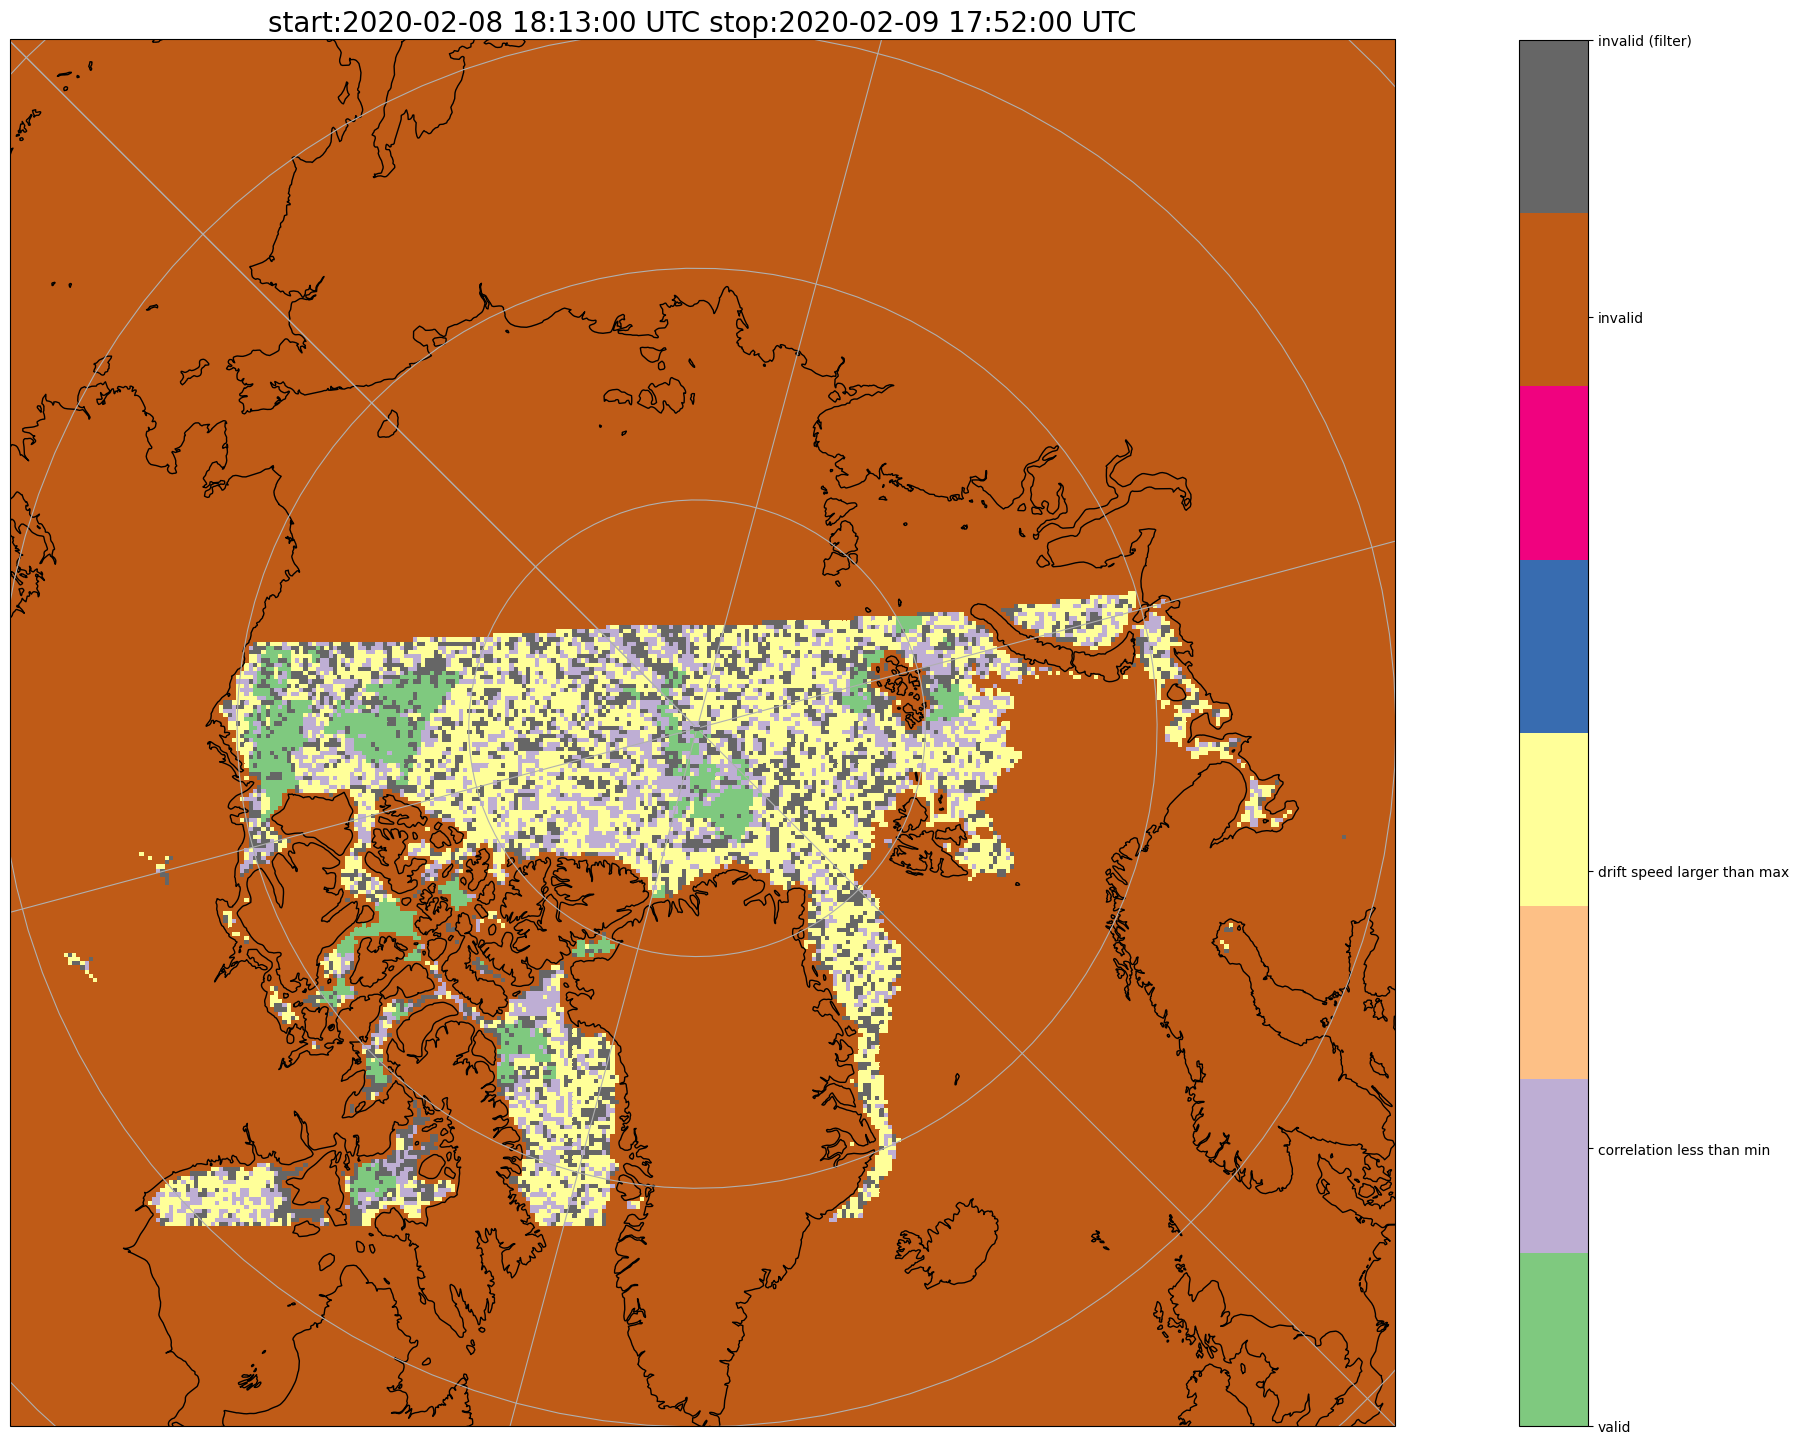 start:2020-02-08 18:13:00 UTC stop:2020-02-09 17:52:00 UTC
invalid (filter)
invalid
drift speed larger than max
correlation less than min
valid